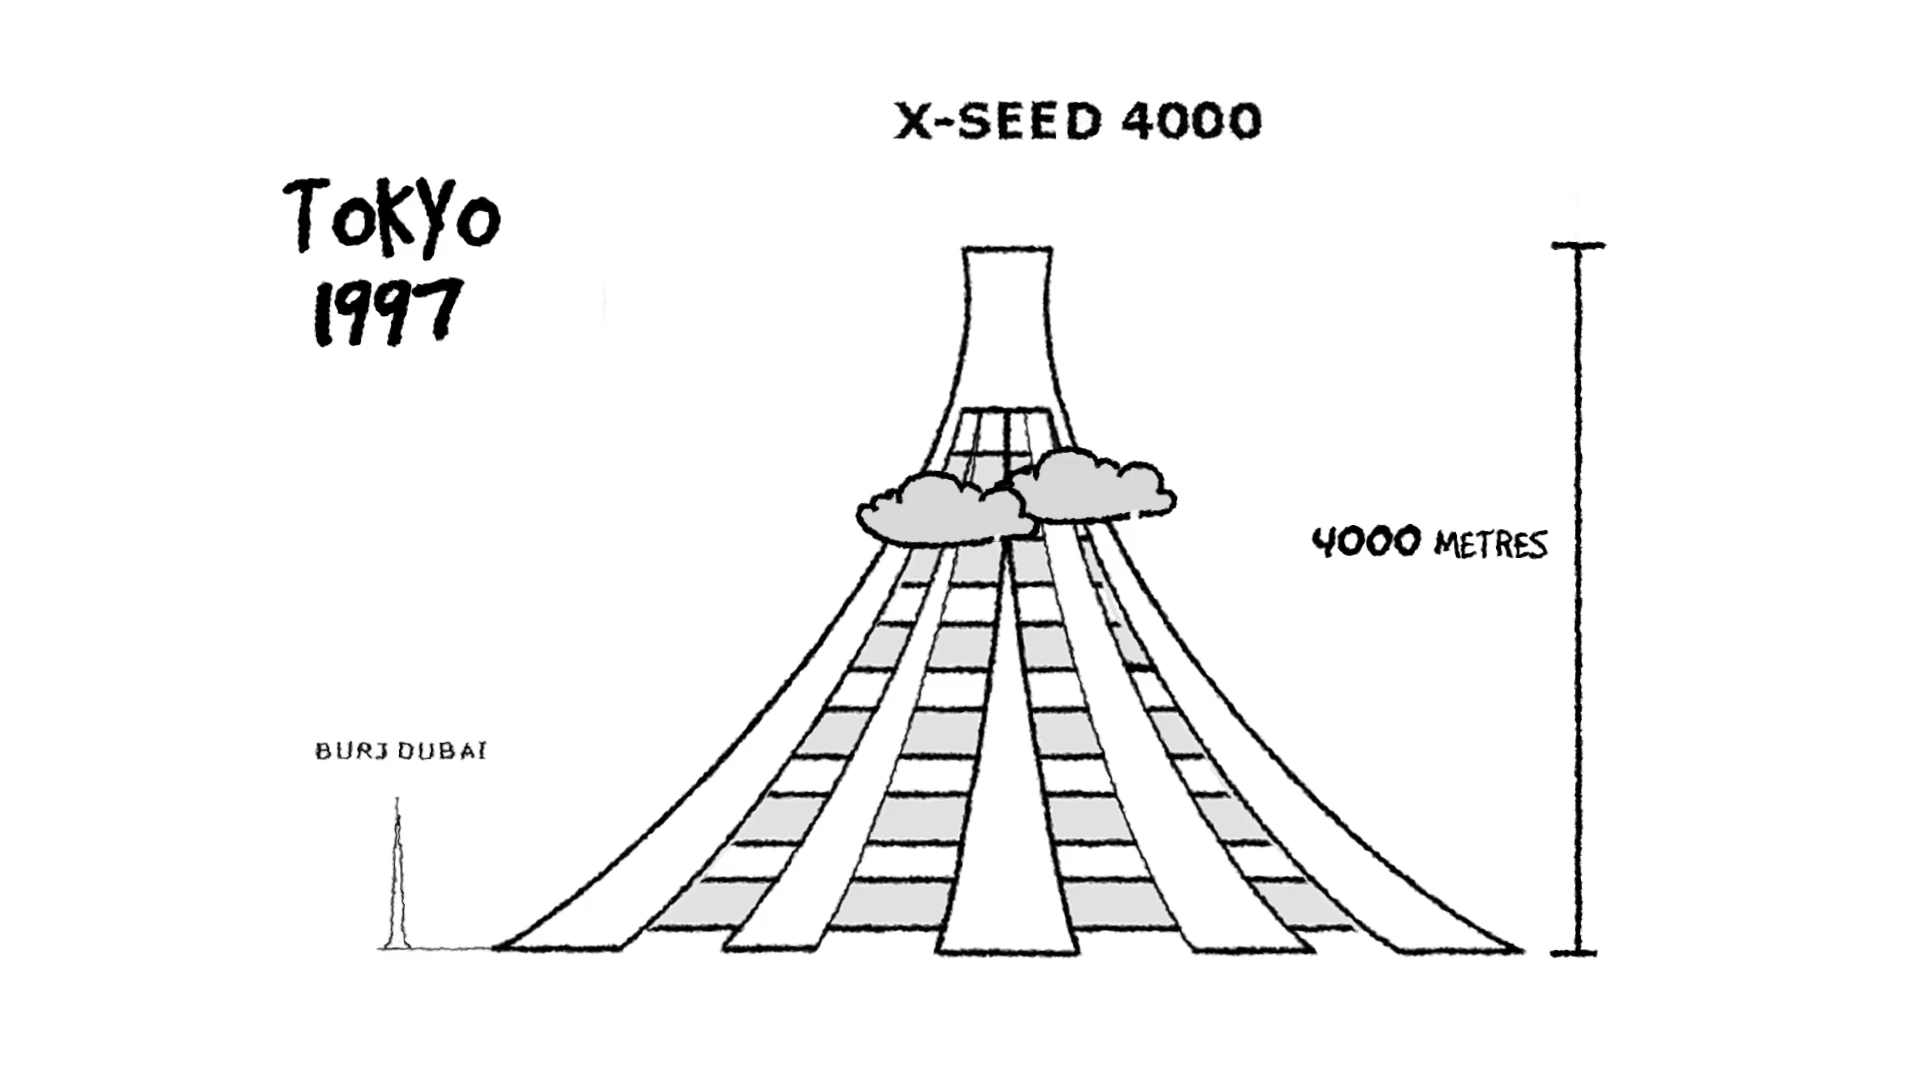 X-SEED 4000
TOKYO
1997
4000 METRES
BURJ DUBAI